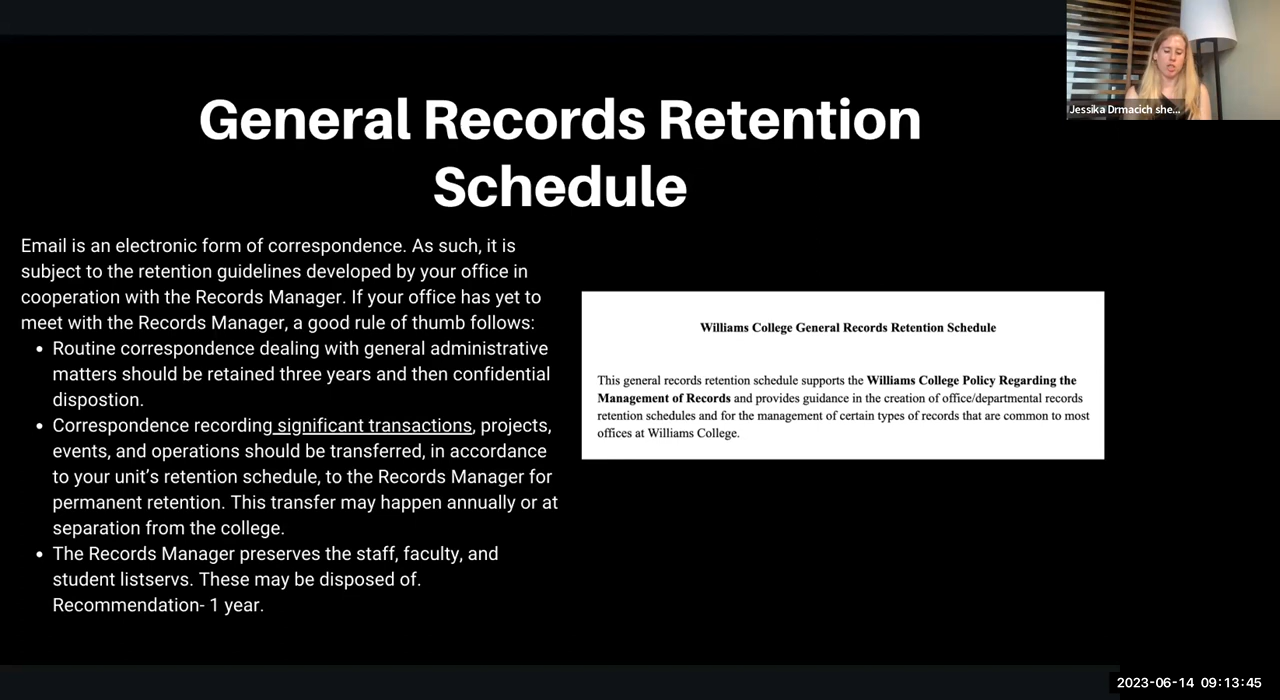 Jessika Drmacich she...
General Records Retention
Schedule
Email is an electronic form of correspondence. As such, it is
subject to the retention guidelines developed by your office in
cooperation with the Records Manager. If your office has yet to
meet with the Records Manager, a good rule of thumb follows:
• Routine correspondence dealing with general administrative
matters should be retained three years and then confidential
dispostion.
• Correspondence recording significant transactions, projects,
events, and operations should be transferred, in accordance
to your unit’s retention schedule, to the Records Manager for
permanent retention. This transfer may happen annually or at
separation from the college.
• The Records Manager preserves the staff, faculty, and
student listservs. These may be disposed of.
Recommendation- 1 year.
Williams College General Records Retention Schedule
This general records retention schedule supports the Williams College Policy Regarding the
Management of Records and provides guidance in the creation of office/departmental records
retention schedules and for the management of certain types of records that are common to most
offices at Williams College.
2023-06-14 09:13:45